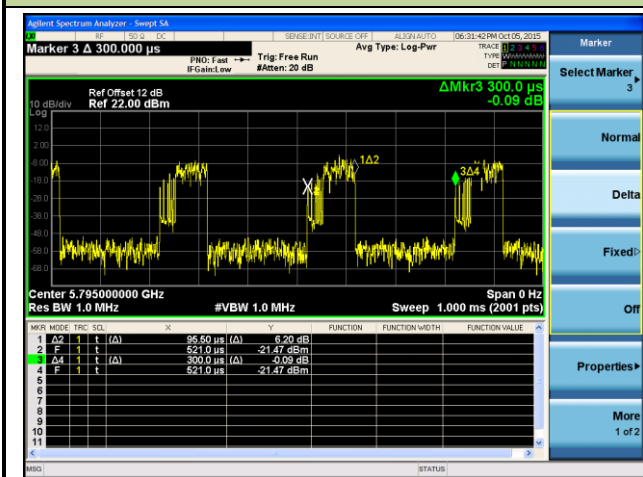 Agilent Spectrum Analyzer - Swept SA
RF 50 Ω DC SENSE:INT SOURCE OFF ALIGN AUTO 06:31:42 PM Oct 05, 2015
Marker 3 Δ 300.000 µs
Avg Type: Log-Pwr
TRACE 1 2 3 4 5 6
PNO: Fast Trig: Free Run
TYPE
IFGain:Low #Atten: 20 dB
DET P N N N N N
ΔMkr3 300.0 µs
-0.09 dB
Ref Offset 12 dB
10 dB/div Ref 22.00 dBm
Log
12.0
2.00
-8.00
-18.0
-28.0
-38.0
-48.0
-58.0
-68.0
1Δ2
3Δ4
X
Center 5.795000000 GHz Span 0 Hz
Res BW 1.0 MHz #VBW 1.0 MHz Sweep 1.000 ms (2001 pts)
MKR MODE TRC SCL X Y FUNCTION FUNCTION WIDTH FUNCTION VALUE
1 Δ2 1 t (Δ) 95.50 µs (Δ) 6.20 dB
2 F 1 t 521.0 µs -21.47 dBm
3 Δ4 1 t (Δ) 300.0 µs (Δ) -0.09 dB
4 F 1 t 521.0 µs -21.47 dBm
5
6
7
8
9
10
11
MSG STATUS
Marker
Select Marker
3
Normal
Delta
Fixed
Off
Properties
More
1 of 2